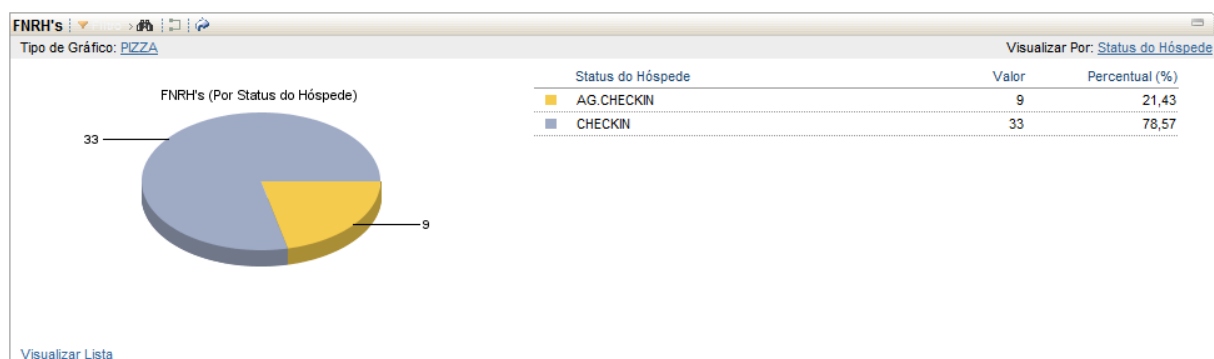 FNRH's
Tipo de Gráfico: PIZZA
Visualizar Por: Status do Hóspede
FNRH's (Por Status do Hóspede)
33
9
Status do Hóspede Valor Percentual (%)
AG.CHECKIN 9 21,43
CHECKIN 33 78,57
Visualizar Lista